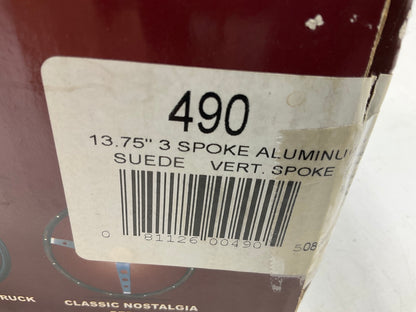 490
13.75" 3 SPOKE ALUMINU
SUEDE VERT. SPOKE
0 81126 00490 508
RUCK
CLASSIC NOSTALGIA